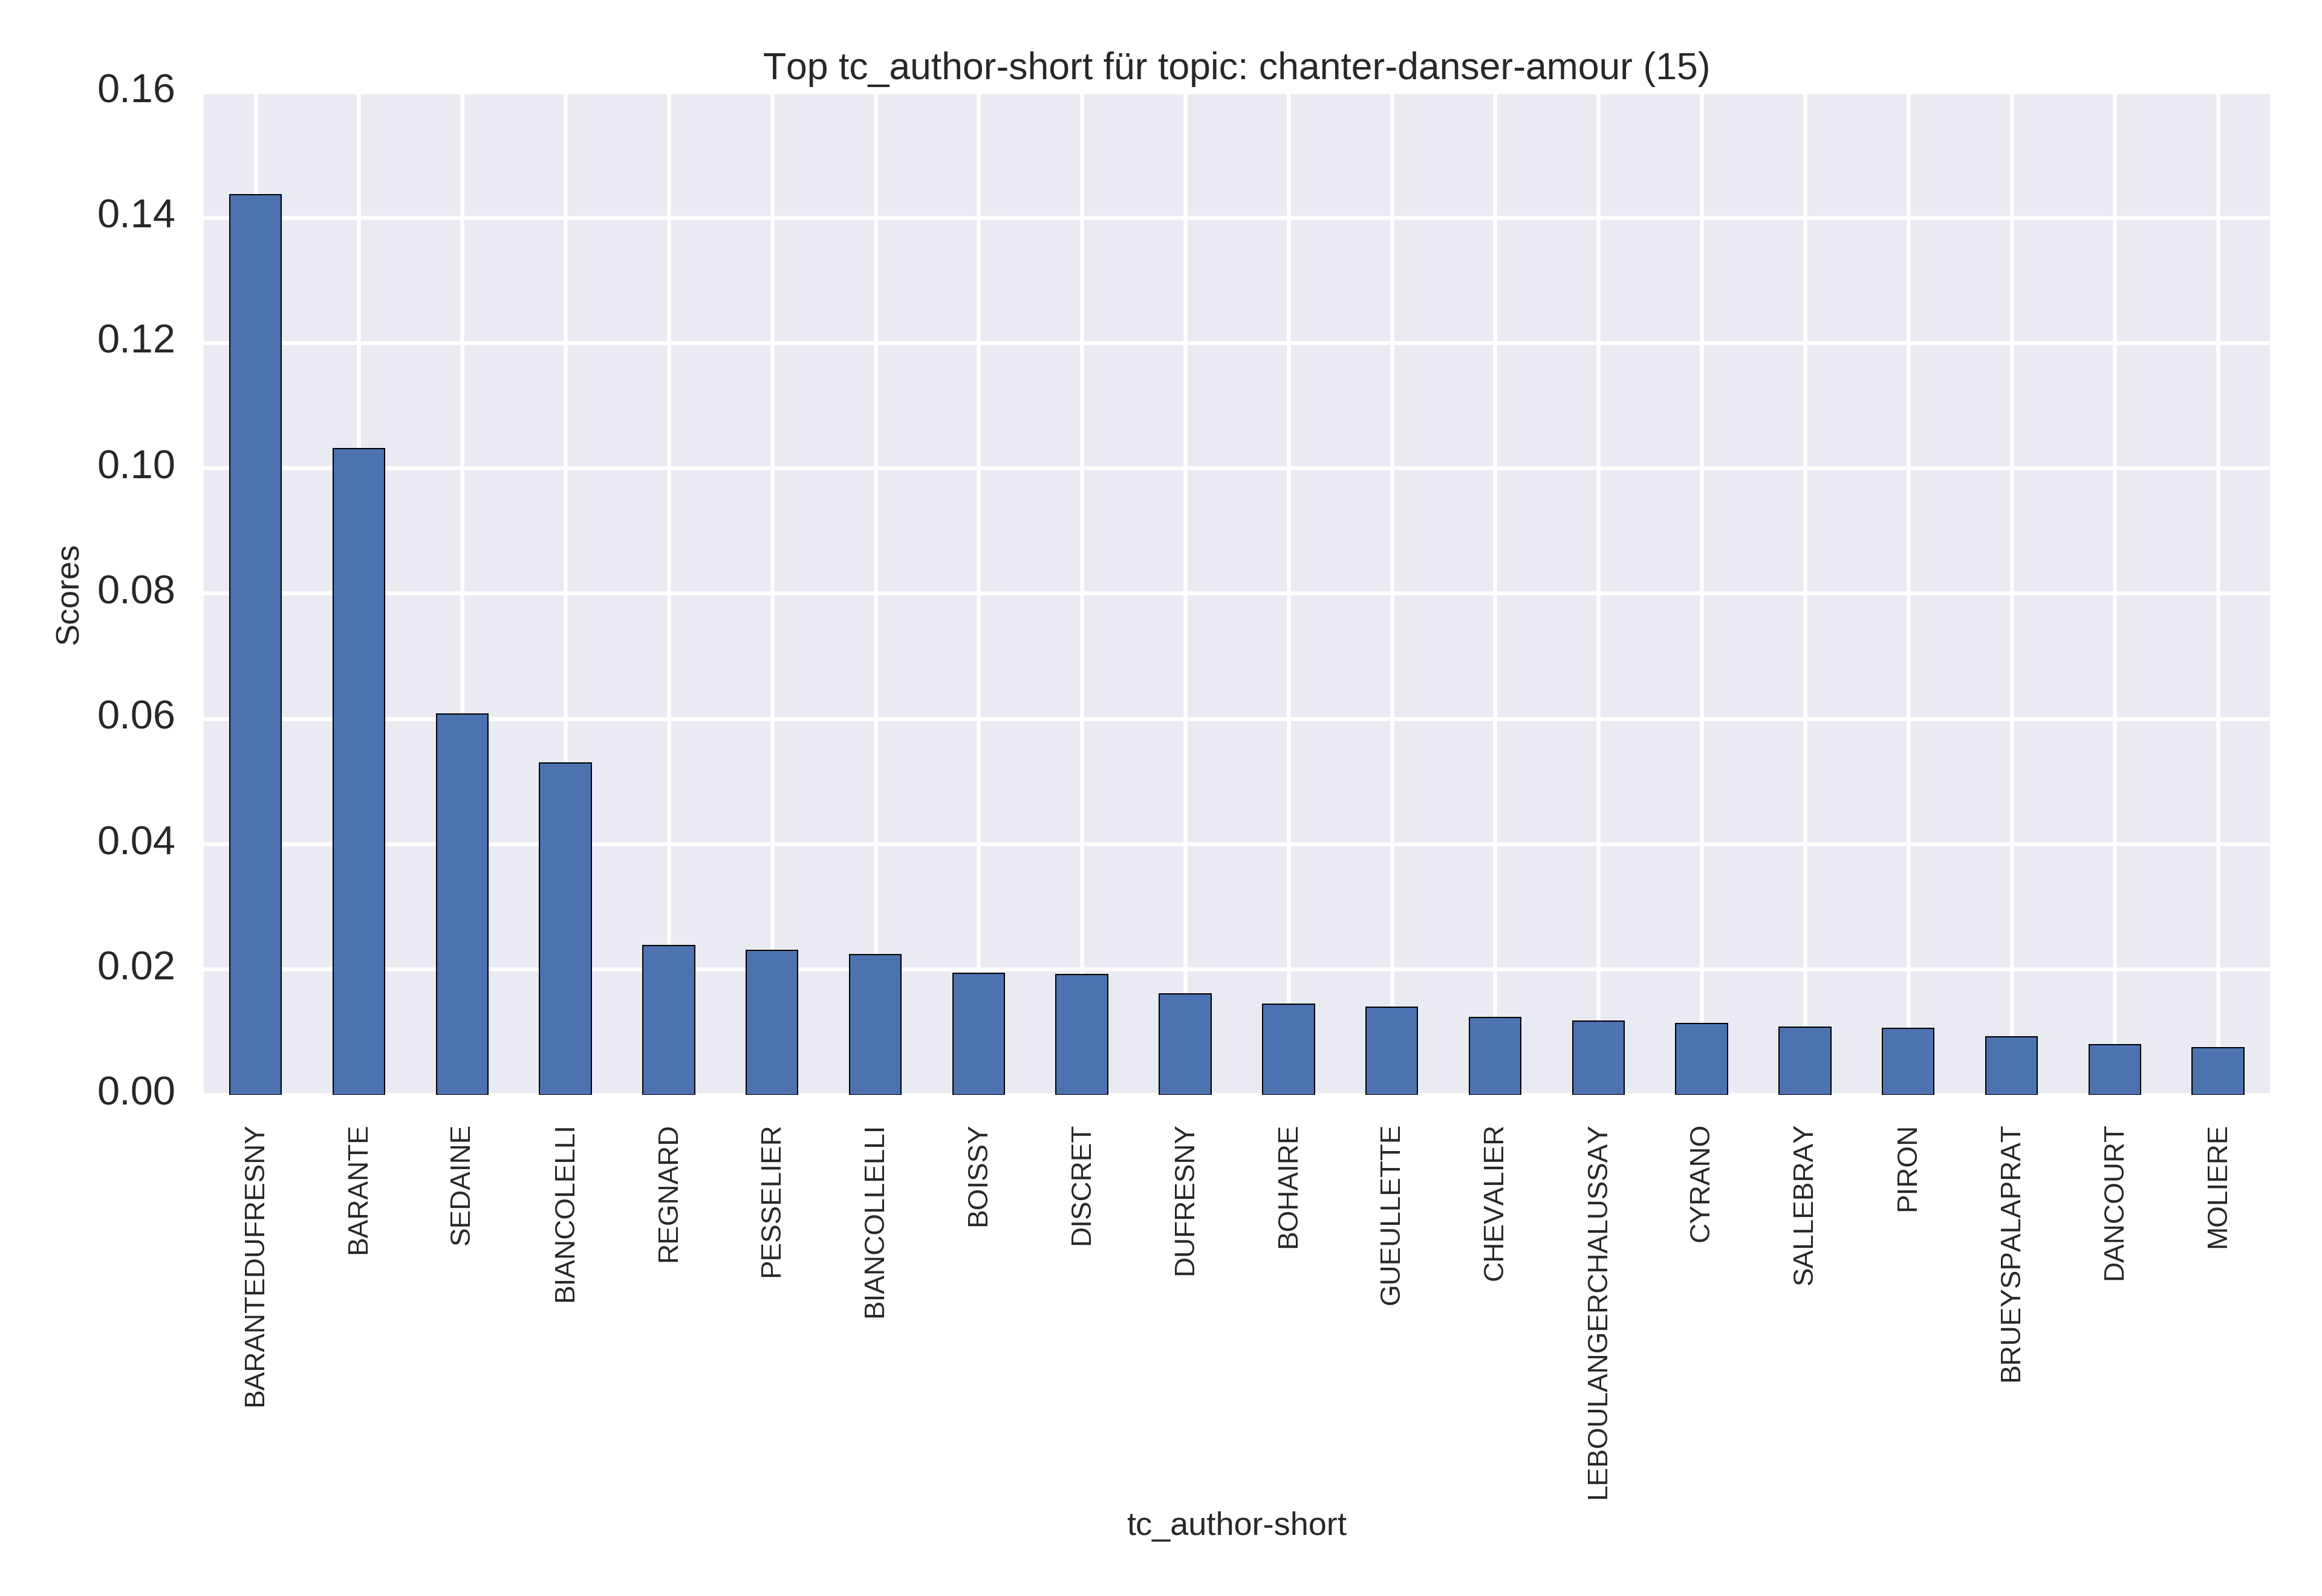 Top tc_author-short für topic: chanter-danser-amour (15)
0.16
0.14
0.12
0.10
0.08
0.06
0.04
0.02
0.00
Scores
BARANTEDUFRESNY
BARANTE
SEDAINE
BIANCOLELLI
REGNARD
PESSELIER
BIANCOLLELLI
BOISSY
DISCRET
DUFRESNY
BOHAIRE
GUEULLETTE
CHEVALIER
LEBOULANGERCHALUSSAY
CYRANO
SALLEBRAY
PIRON
BRUEYSPALAPRAT
DANCOURT
MOLIERE
tc_author-short